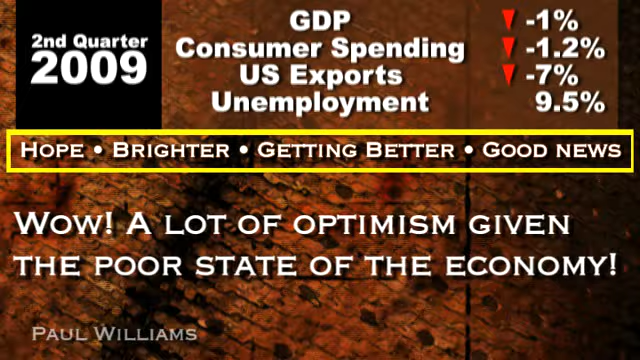 2nd Quarter
2009
GDP -1%
Consumer Spending -1.2%
US Exports -7%
Unemployment 9.5%
Hope • Brighter • Getting Better • Good news
Wow! A lot of optimism given
the poor state of the economy!
Paul Williams